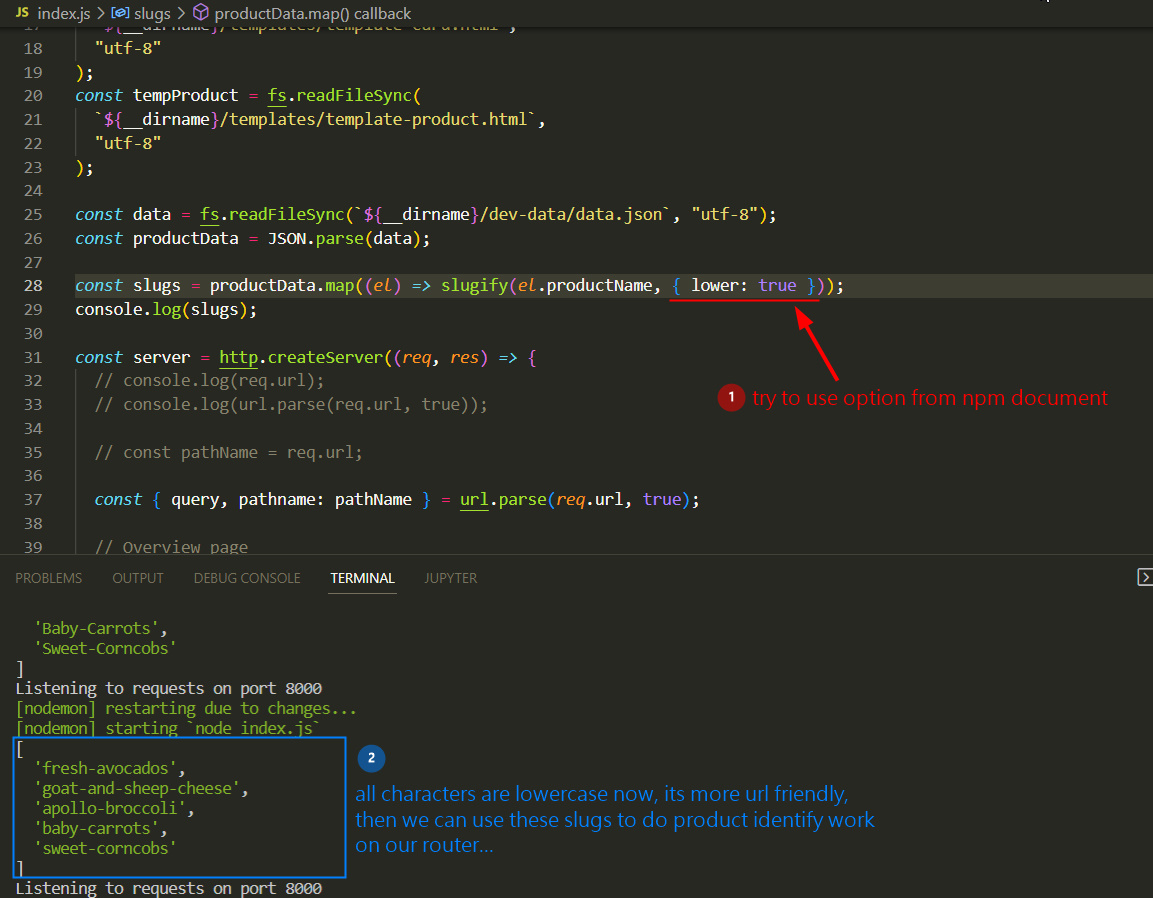 JS index.js > slugs > productData.map() callback
17 `${__dirname}/templates/template-card.html`,
18 "utf-8"
19 );
20 const tempProduct = fs.readFileSync(
21 `${__dirname}/templates/template-product.html`,
22 "utf-8"
23 );
24
25 const data = fs.readFileSync(`${__dirname}/dev-data/data.json`, "utf-8");
26 const productData = JSON.parse(data);
27
28 const slugs = productData.map((el) => slugify(el.productName, { lower: true }));
29 console.log(slugs);
30
31 const server = http.createServer((req, res) => {
32 // console.log(req.url);
33 // console.log(url.parse(req.url, true));
34
35 // const pathName = req.url;
36
37 const { query, pathname: pathName } = url.parse(req.url, true);
38
39 // Overview page
1 try to use option from npm document
PROBLEMS OUTPUT DEBUG CONSOLE TERMINAL JUPYTER
'Baby-Carrots',
'Sweet-Corncobs'
]
Listening to requests on port 8000
[nodemon] restarting due to changes...
[nodemon] starting `node index.js`
[
'fresh-avocados',
'goat-and-sheep-cheese',
'apollo-broccoli',
'baby-carrots',
'sweet-corncobs'
]
Listening to requests on port 8000
2
all characters are lowercase now, its more url friendly,
then we can use these slugs to do product identify work
on our router...